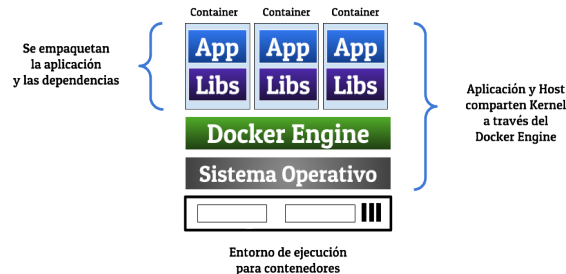 Container Container Container
Se empaquetan
la aplicación
y las dependencias
App App App
Libs Libs Libs
Aplicación y Host
comparten Kernel
a través del
Docker Engine
Docker Engine
Sistema Operativo
Entorno de ejecución
para contenedores